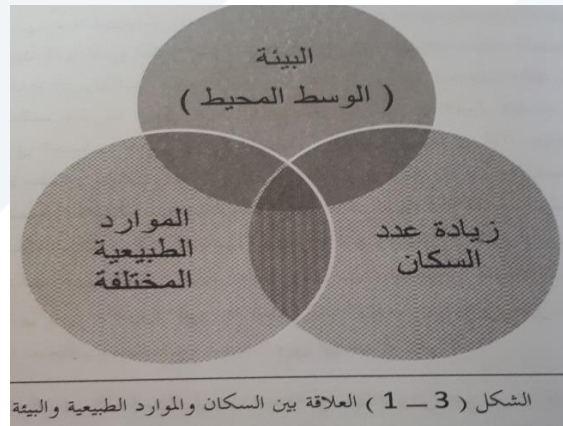 البيئة
( الوسط المحيط )
الموارد
الطبيعية
المختلفة
زيادة عدد
السكان
الشكل ( 3 – 1 ) العلاقة بين السكان والموارد الطبيعية والبيئة